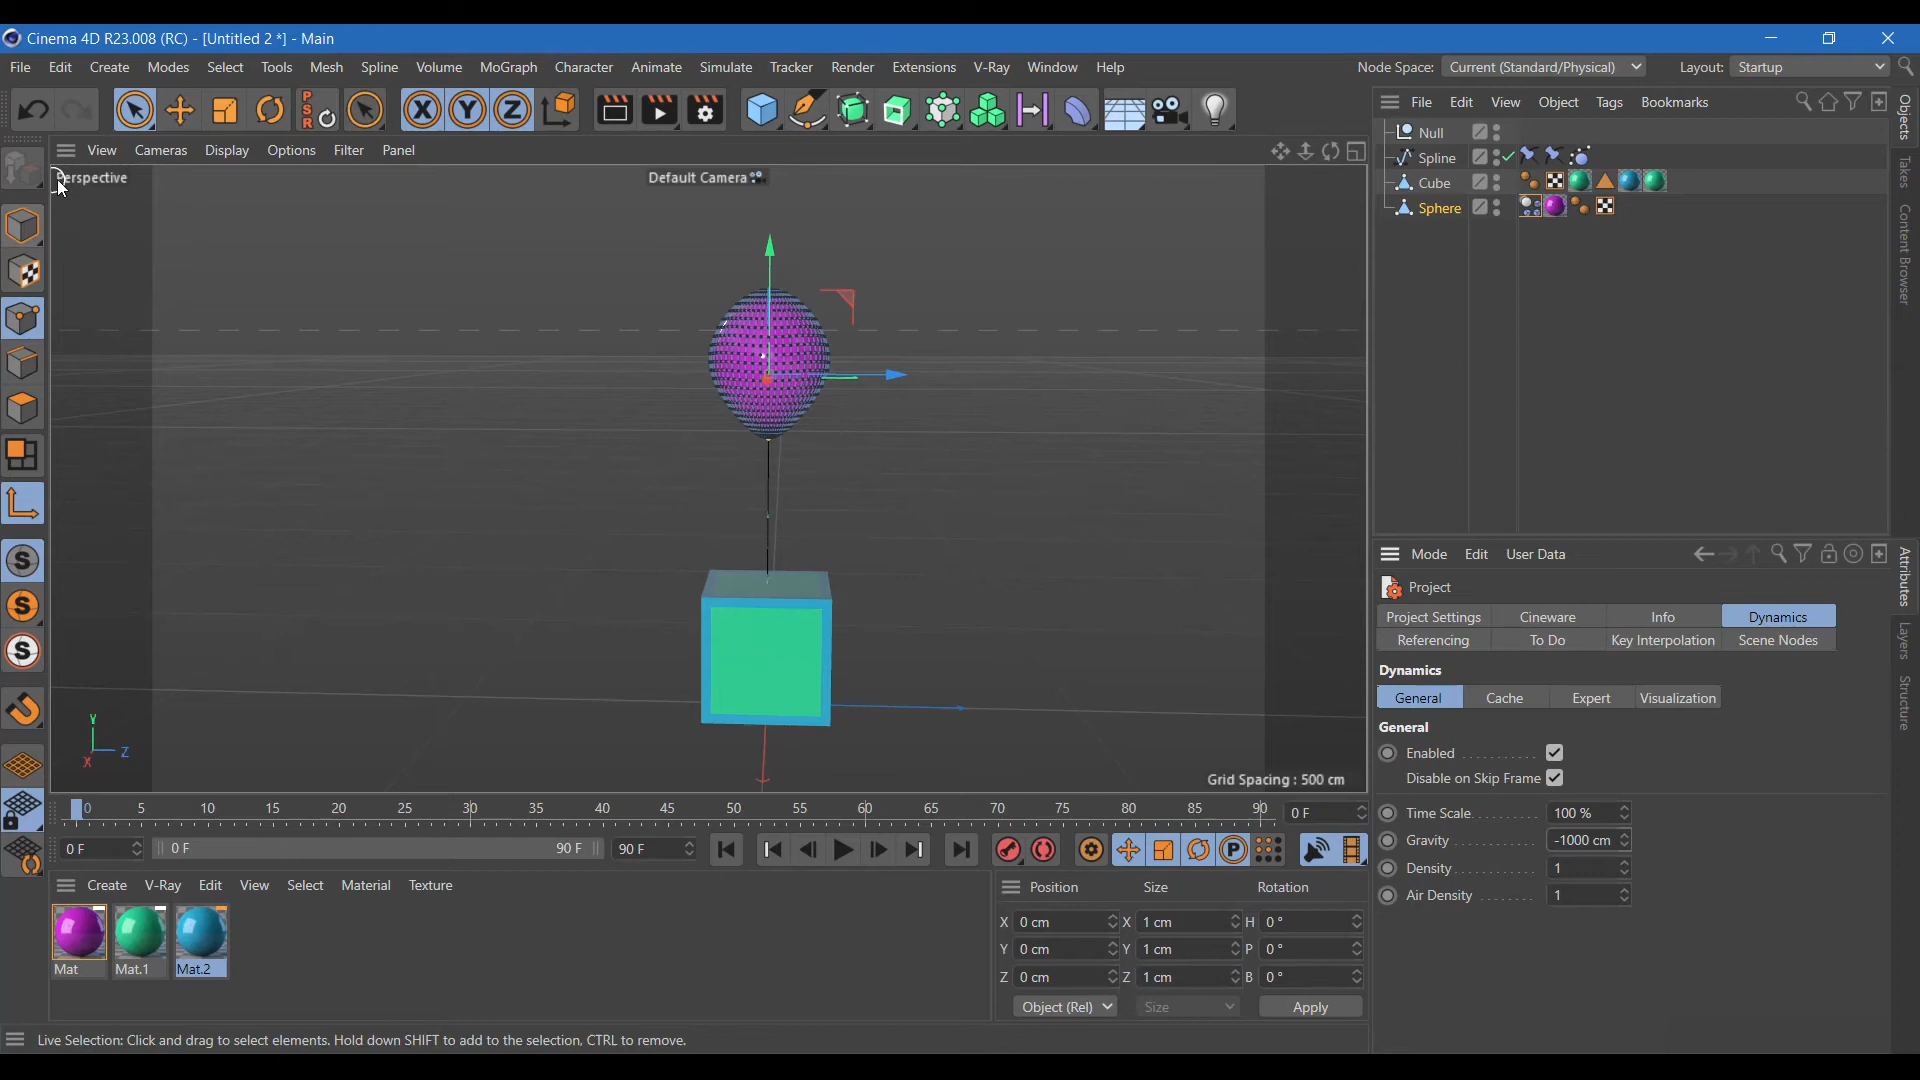 Cinema 4D R23.008 (RC) - [Untitled 2 *] - Main
File Edit Create Modes Select Tools Mesh Spline Volume MoGraph Character Animate Simulate Tracker Render Extensions V-Ray Window Help
Node Space: Current (Standard/Physical) Layout: Startup
PSR X Y Z
File Edit View Object Tags Bookmarks
Null
Spline
Cube
Sphere
Objects
Takes
Content Browser
View Cameras Display Options Filter Panel
Perspective
Default Camera
Grid Spacing : 500 cm
Y
Z
X
S
S
S
Mode Edit User Data
Project
Project Settings Cineware Info Dynamics
Referencing To Do Key Interpolation Scene Nodes
Dynamics
General Cache Expert Visualization
General
Enabled
Disable on Skip Frame
Time Scale 100 %
Gravity -1000 cm
Density 1
Air Density 1
Attributes
Layers
Structure
0 5 10 15 20 25 30 35 40 45 50 55 60 65 70 75 80 85 90 0 F
0 F 0 F 90 F 90 F
P
Create V-Ray Edit View Select Material Texture
Mat Mat.1 Mat.2
Position Size Rotation
X 0 cm X 1 cm H 0 °
Y 0 cm Y 1 cm P 0 °
Z 0 cm Z 1 cm B 0 °
Object (Rel) Size Apply
Live Selection: Click and drag to select elements. Hold down SHIFT to add to the selection, CTRL to remove.